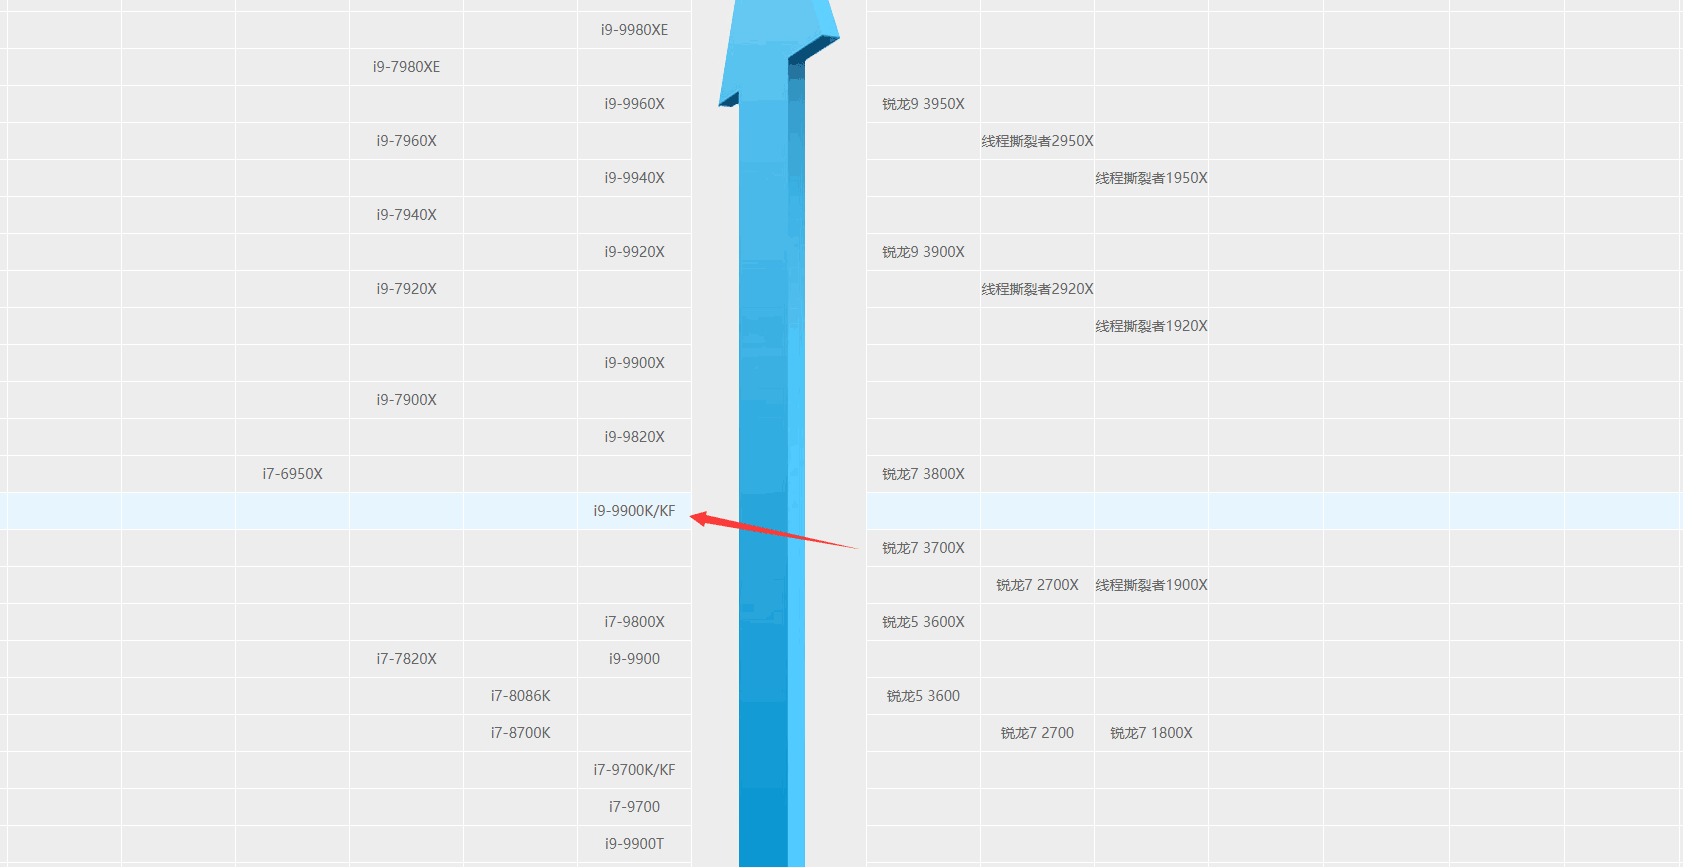 i9-9980XE
i9-7980XE
i9-9960X 锐龙9 3950X
i9-7960X 线程撕裂者2950X
i9-9940X 线程撕裂者1950X
i9-7940X
i9-9920X 锐龙9 3900X
i9-7920X 线程撕裂者2920X
线程撕裂者1920X
i9-9900X
i9-7900X
i9-9820X
i7-6950X 锐龙7 3800X
i9-9900K/KF
锐龙7 3700X
锐龙7 2700X 线程撕裂者1900X
i7-9800X 锐龙5 3600X
i7-7820X i9-9900
i7-8086K 锐龙5 3600
i7-8700K 锐龙7 2700 锐龙7 1800X
i7-9700K/KF
i7-9700
i9-9900T